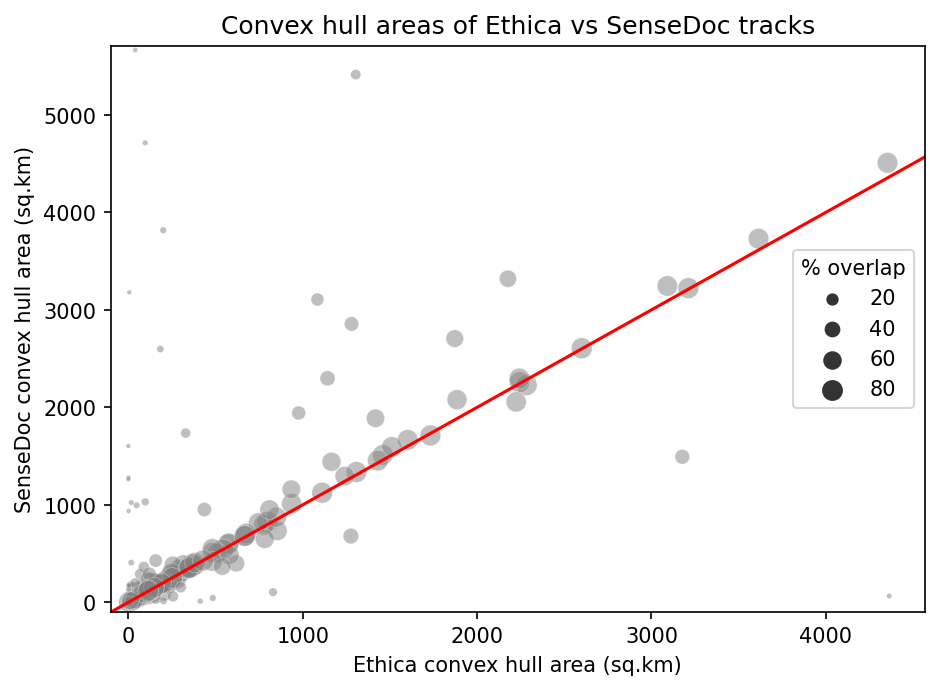 Convex hull areas of Ethica vs SenseDoc tracks
SenseDoc convex hull area (sq.km)
5000
4000
3000
2000
1000
0
% overlap
20
40
60
80
0 1000 2000 3000 4000
Ethica convex hull area (sq.km)